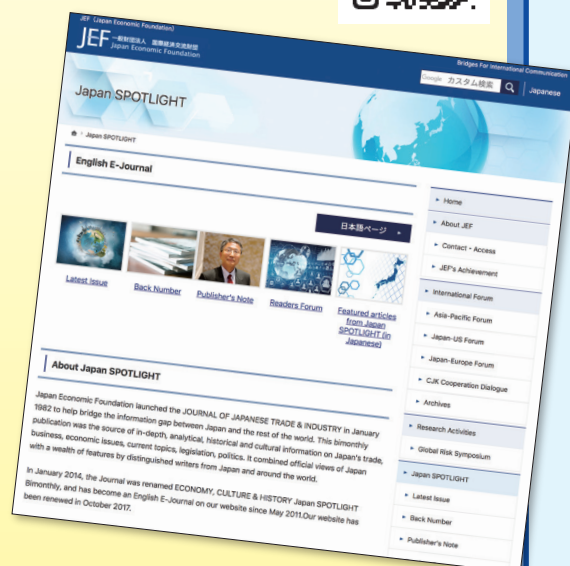 JEF (Japan Economic Foundation)
JEF 一般財団法人 国際経済交流財団
Japan Economic Foundation
Bridges For International Communication
Google カスタム検索
Japanese
Japan SPOTLIGHT
Japan SPOTLIGHT
English E-Journal
日本語ページ
Latest Issue
Back Number
Publisher's Note
Readers Forum
Featured articles
from Japan
SPOTLIGHT (in
Japanese)
About Japan SPOTLIGHT
Japan Economic Foundation launched the JOURNAL OF JAPANESE TRADE & INDUSTRY in January
1982 to help bridge the information gap between Japan and the rest of the world. This bimonthly
publication was the source of in-depth, analytical, historical and cultural information on Japan's trade,
business, economic issues, current topics, legislation, politics. It combined official views of Japan
with a wealth of features by distinguished writers from Japan and around the world.
In January 2014, the Journal was renamed ECONOMY, CULTURE & HISTORY Japan SPOTLIGHT
Bimonthly, and has become an English E-Journal on our website since May 2011.Our website has
been renewed in October 2017.
Home
About JEF
Contact・Access
JEF's Achievement
International Forum
Asia-Pacific Forum
Japan-US Forum
Japan-Europe Forum
CJK Cooperation Dialogue
Archives
Research Activities
Global Risk Symposium
Japan SPOTLIGHT
Latest Issue
Back Number
Publisher's Note